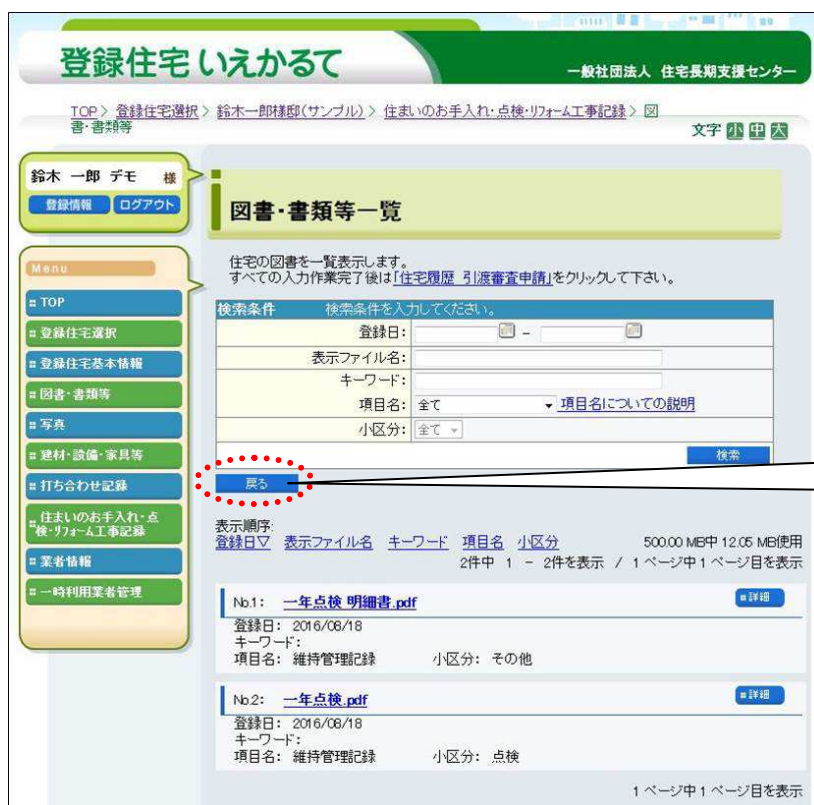 登録住宅 いえかるて
一般社団法人 住宅長期支援センター
TOP> 登録住宅選択> 鈴木一郎様邸(サンプル)> 住まいのお手入れ・点検・リフォーム工事記録> 図
書・書類等
文字 小 中 大
鈴木 一郎 デモ 様
登録情報 ログアウト
図書・書類等一覧
住宅の図書を一覧表示します。
すべての入力作業完了後は「住宅履歴 引渡審査申請」をクリックして下さい。
Menu
TOP
登録住宅選択
登録住宅基本情報
図書・書類等
写真
建材・設備・家具等
打ち合わせ記録
住まいのお手入れ・点
検・リフォーム工事記録
業者情報
一時利用業者管理
検索条件 検索条件を入力してください。
登録日: -
表示ファイル名:
キーワード:
項目名: 全て 項目名についての説明
小区分: 全て
検索
戻る
表示順序:
登録日▽ 表示ファイル名 キーワード 項目名 小区分 500.00 MB中 12.05 MB使用
2件中 1 - 2件を表示 / 1 ページ中 1 ページ目を表示
No.1: 一年点検 明細書.pdf 詳細
登録日: 2016/08/18
キーワード:
項目名: 維持管理記録 小区分: その他
No.2: 一年点検.pdf 詳細
登録日: 2016/08/18
キーワード:
項目名: 維持管理記録 小区分: 点検
1 ページ中 1 ページ目を表示